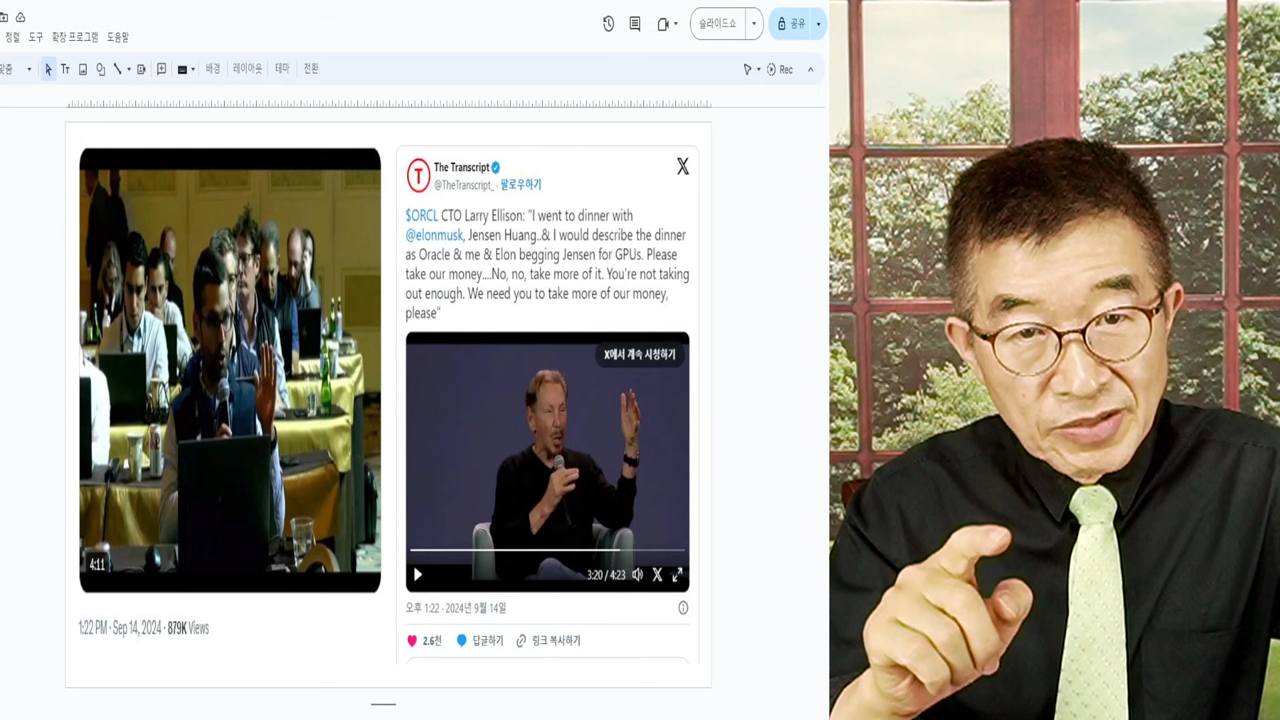 정렬 도구 확장 프로그램 도움말
슬라이드쇼
공유
맞춤
Tт
배경 레이아웃 테마 전환
Rec
4:11
1:22 PM · Sep 14, 2024 · 879K Views
T
The Transcript
@TheTranscript_ · 팔로우하기
X
$ORCL CTO Larry Ellison: "I went to dinner with
@elonmusk, Jensen Huang..& I would describe the dinner
as Oracle & me & Elon begging Jensen for GPUs. Please
take our money....No, no, take more of it. You're not taking
out enough. We need you to take more of our money,
please"
X에서 계속 시청하기
3:20 / 4:23
X
오후 1:22 · 2024년 9월 14일
2.6천 답글하기 링크 복사하기